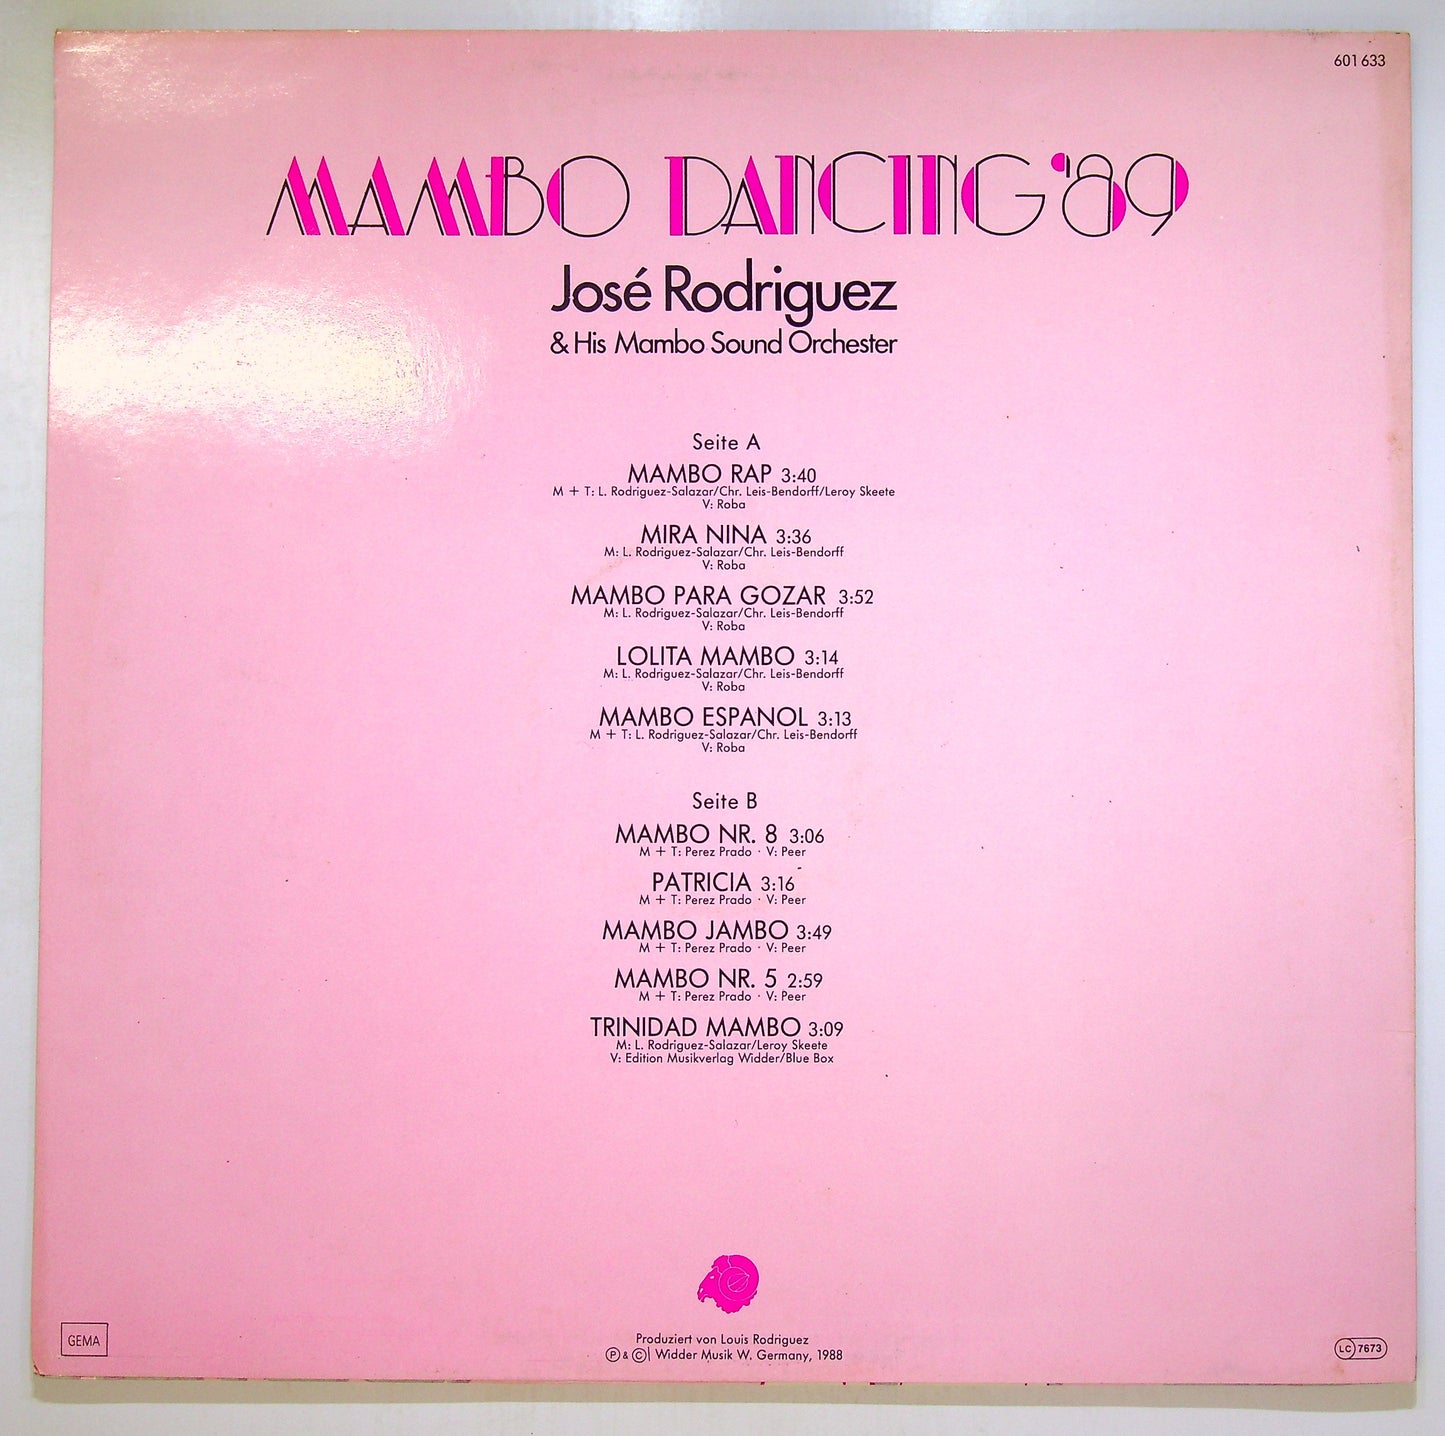 601 633
MAMBO DANCING '89
José Rodriguez
& His Mambo Sound Orchester
Seite A
MAMBO RAP 3:40
M + T: L. Rodriguez-Salazar/Chr. Leis-Bendorff/Leroy Skeete
V: Roba
MIRA NINA 3:36
M: L. Rodriguez-Salazar/Chr. Leis-Bendorff
V: Roba
MAMBO PARA GOZAR 3:52
M: L. Rodriguez-Salazar/Chr. Leis-Bendorff
V: Roba
LOLITA MAMBO 3:14
M: L. Rodriguez-Salazar/Chr. Leis-Bendorff
V: Roba
MAMBO ESPANOL 3:13
M + T: L. Rodriguez-Salazar/Chr. Leis-Bendorff
V: Roba
Seite B
MAMBO NR. 8 3:06
M + T: Perez Prado · V: Peer
PATRICIA 3:16
M + T: Perez Prado · V: Peer
MAMBO JAMBO 3:49
M + T: Perez Prado · V: Peer
MAMBO NR. 5 2:59
M + T: Perez Prado · V: Peer
TRINIDAD MAMBO 3:09
M: L. Rodriguez-Salazar/Leroy Skeete
V: Edition Musikverlag Widder/Blue Box
Produziert von Louis Rodriguez
℗ & © Widder Musik W. Germany, 1988
GEMA
LC 7673